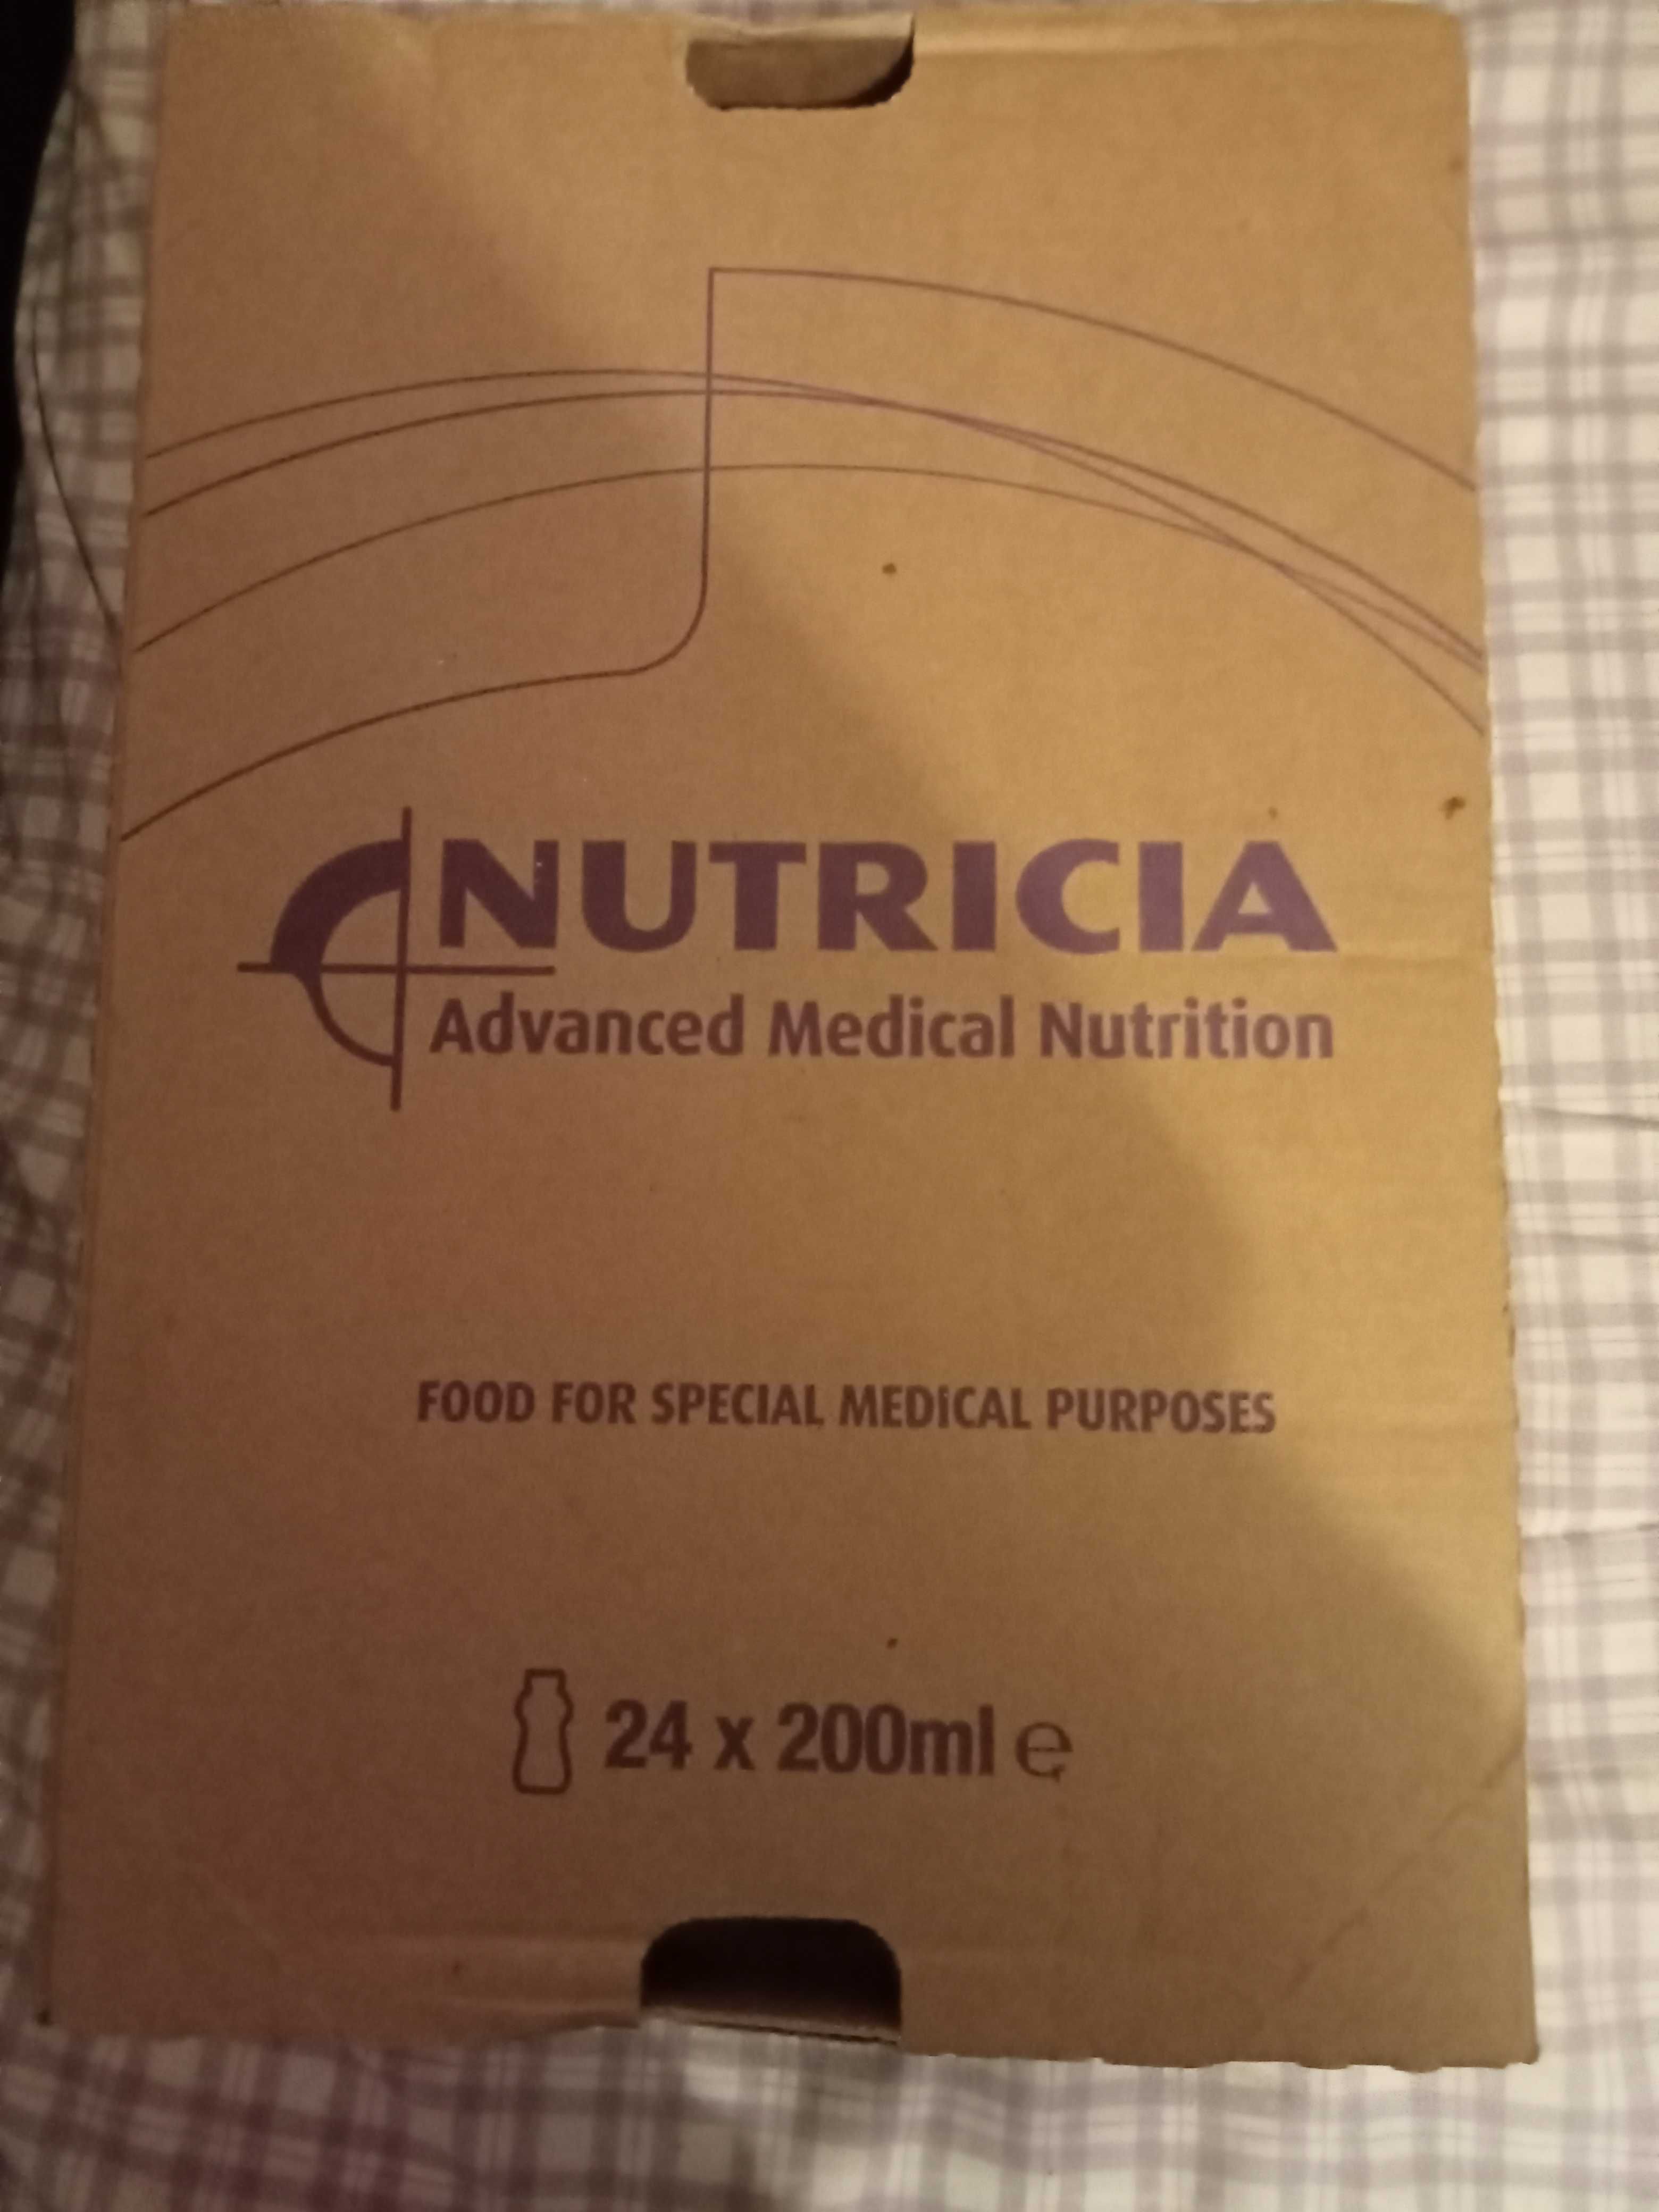 NUTRICIA
Advanced Medical Nutrition
FOOD FOR SPECIAL MEDICAL PURPOSES
24 x 200ml ℮